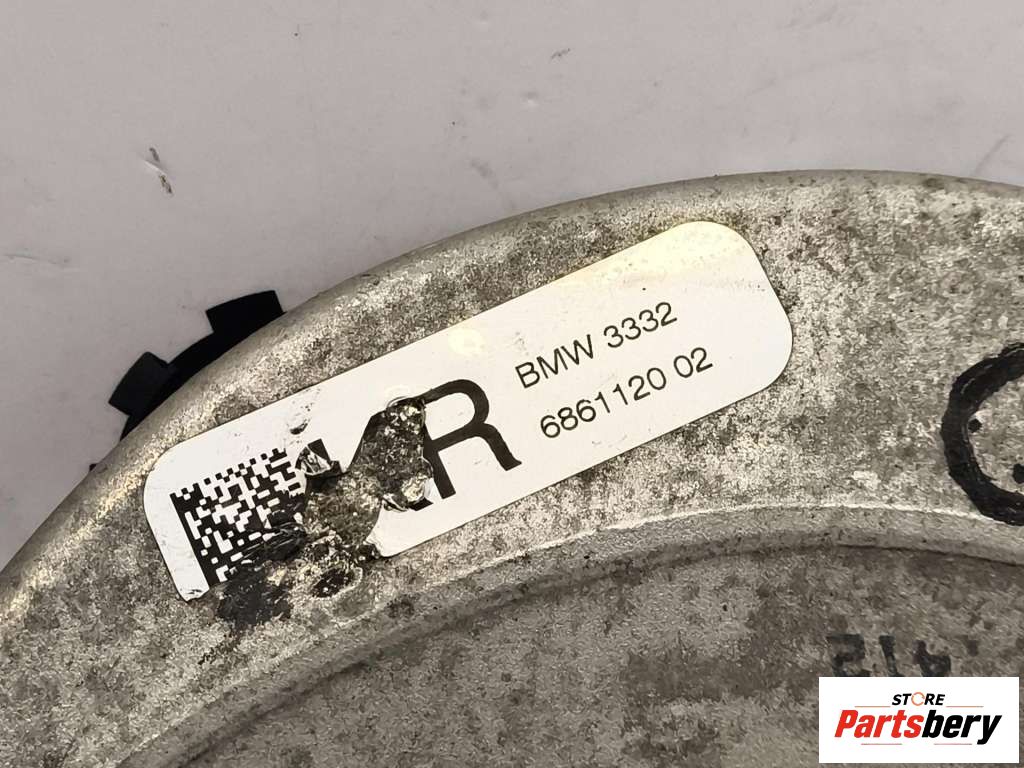 BMW 3332
6861120 02
R
STORE
Partsbery